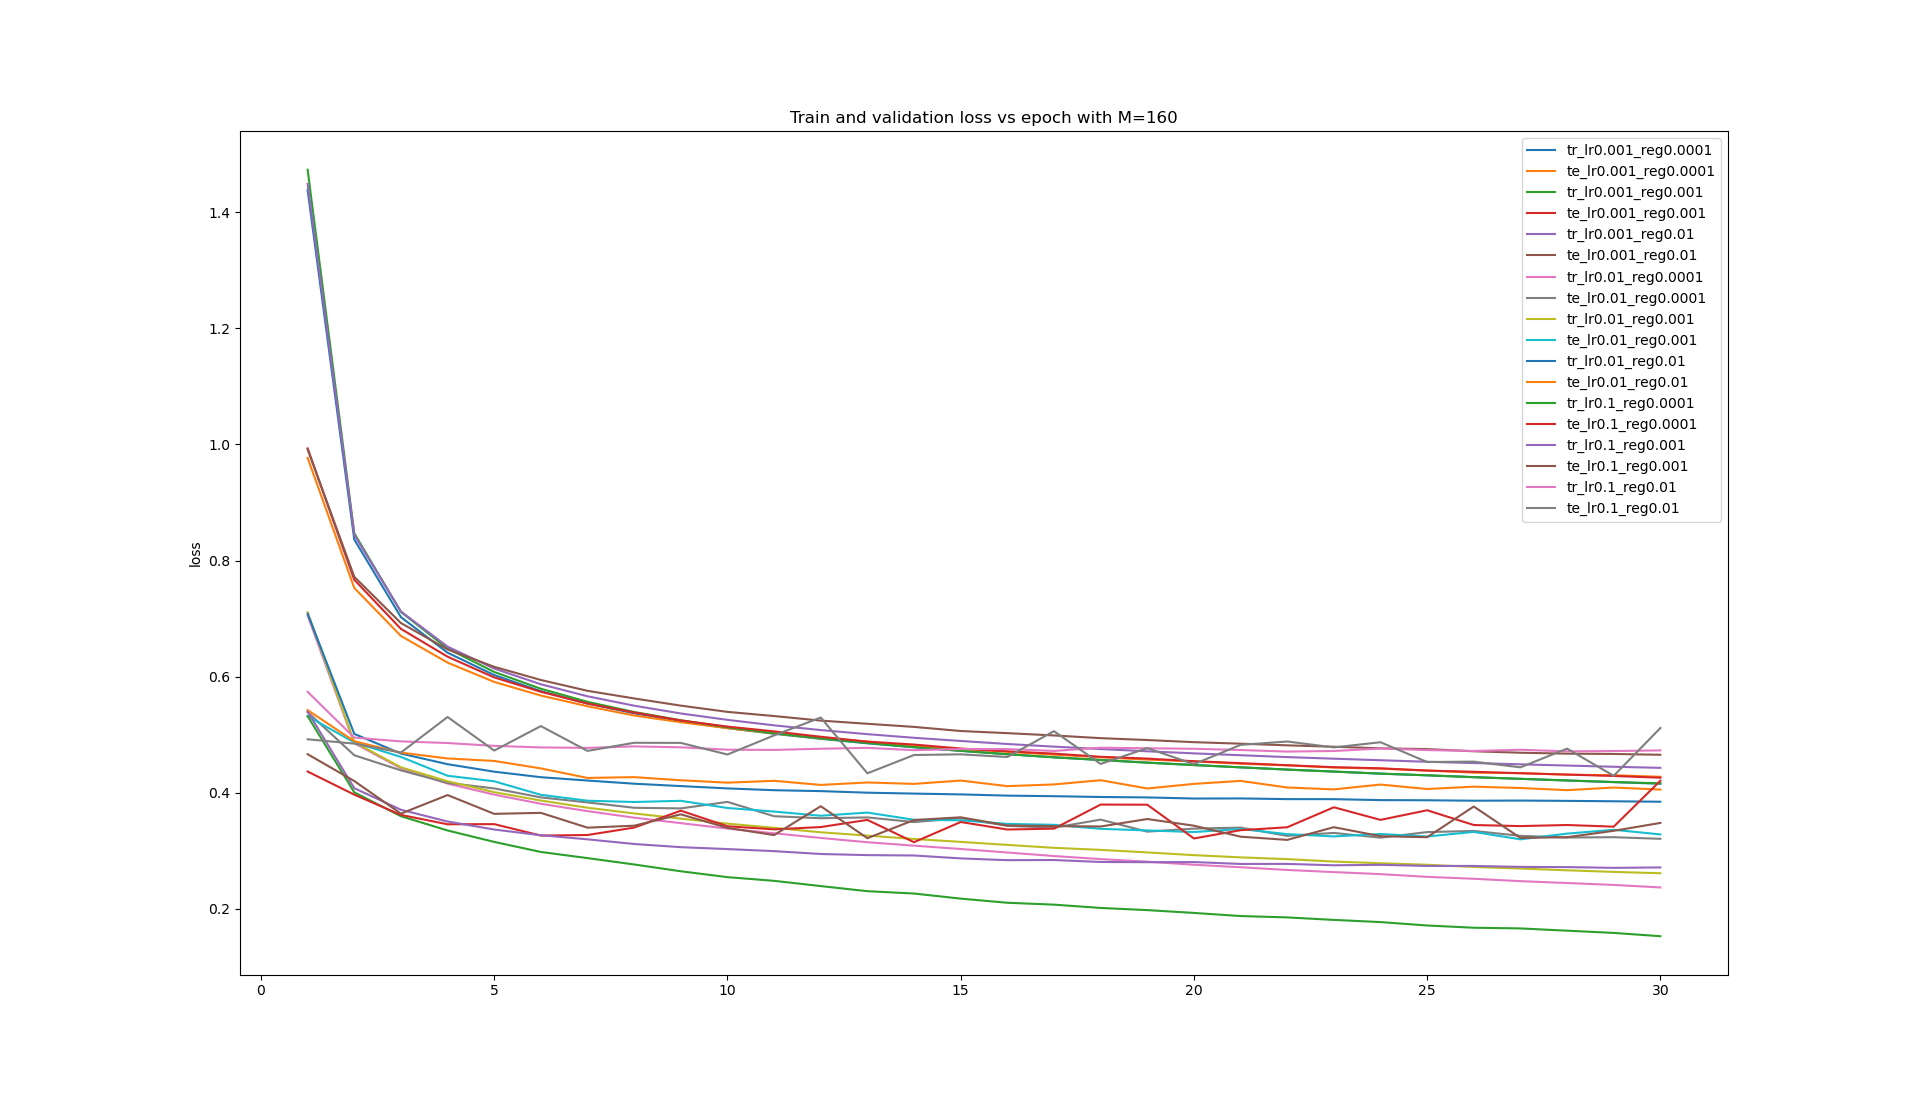 Train and validation loss vs epoch with M=160
tr_lr0.001_reg0.0001
te_lr0.001_reg0.0001
tr_lr0.001_reg0.001
te_lr0.001_reg0.001
tr_lr0.001_reg0.01
te_lr0.001_reg0.01
tr_lr0.01_reg0.0001
te_lr0.01_reg0.0001
tr_lr0.01_reg0.001
te_lr0.01_reg0.001
tr_lr0.01_reg0.01
te_lr0.01_reg0.01
tr_lr0.1_reg0.0001
te_lr0.1_reg0.0001
tr_lr0.1_reg0.001
te_lr0.1_reg0.001
tr_lr0.1_reg0.01
te_lr0.1_reg0.01
loss
1.4
1.2
1.0
0.8
0.6
0.4
0.2
0 5 10 15 20 25 30